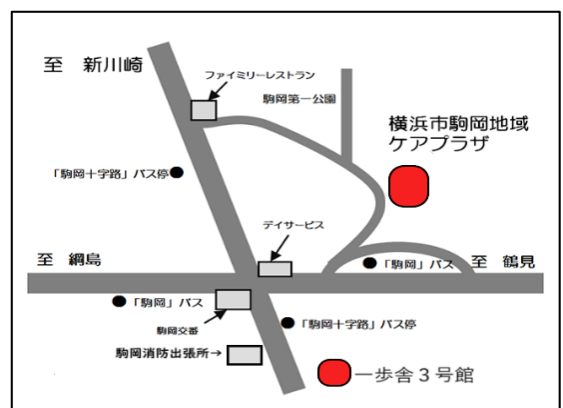 至　新川崎
ファイミリーレストラン
駒岡第一公園
横浜市駒岡地域
ケアプラザ
「駒岡十字路」バス停
デイサービス
至　綱島
「駒岡」バス
至　鶴見
「駒岡」バス
駒岡交番
「駒岡十字路」バス停
駒岡消防出張所→
一歩舎３号館